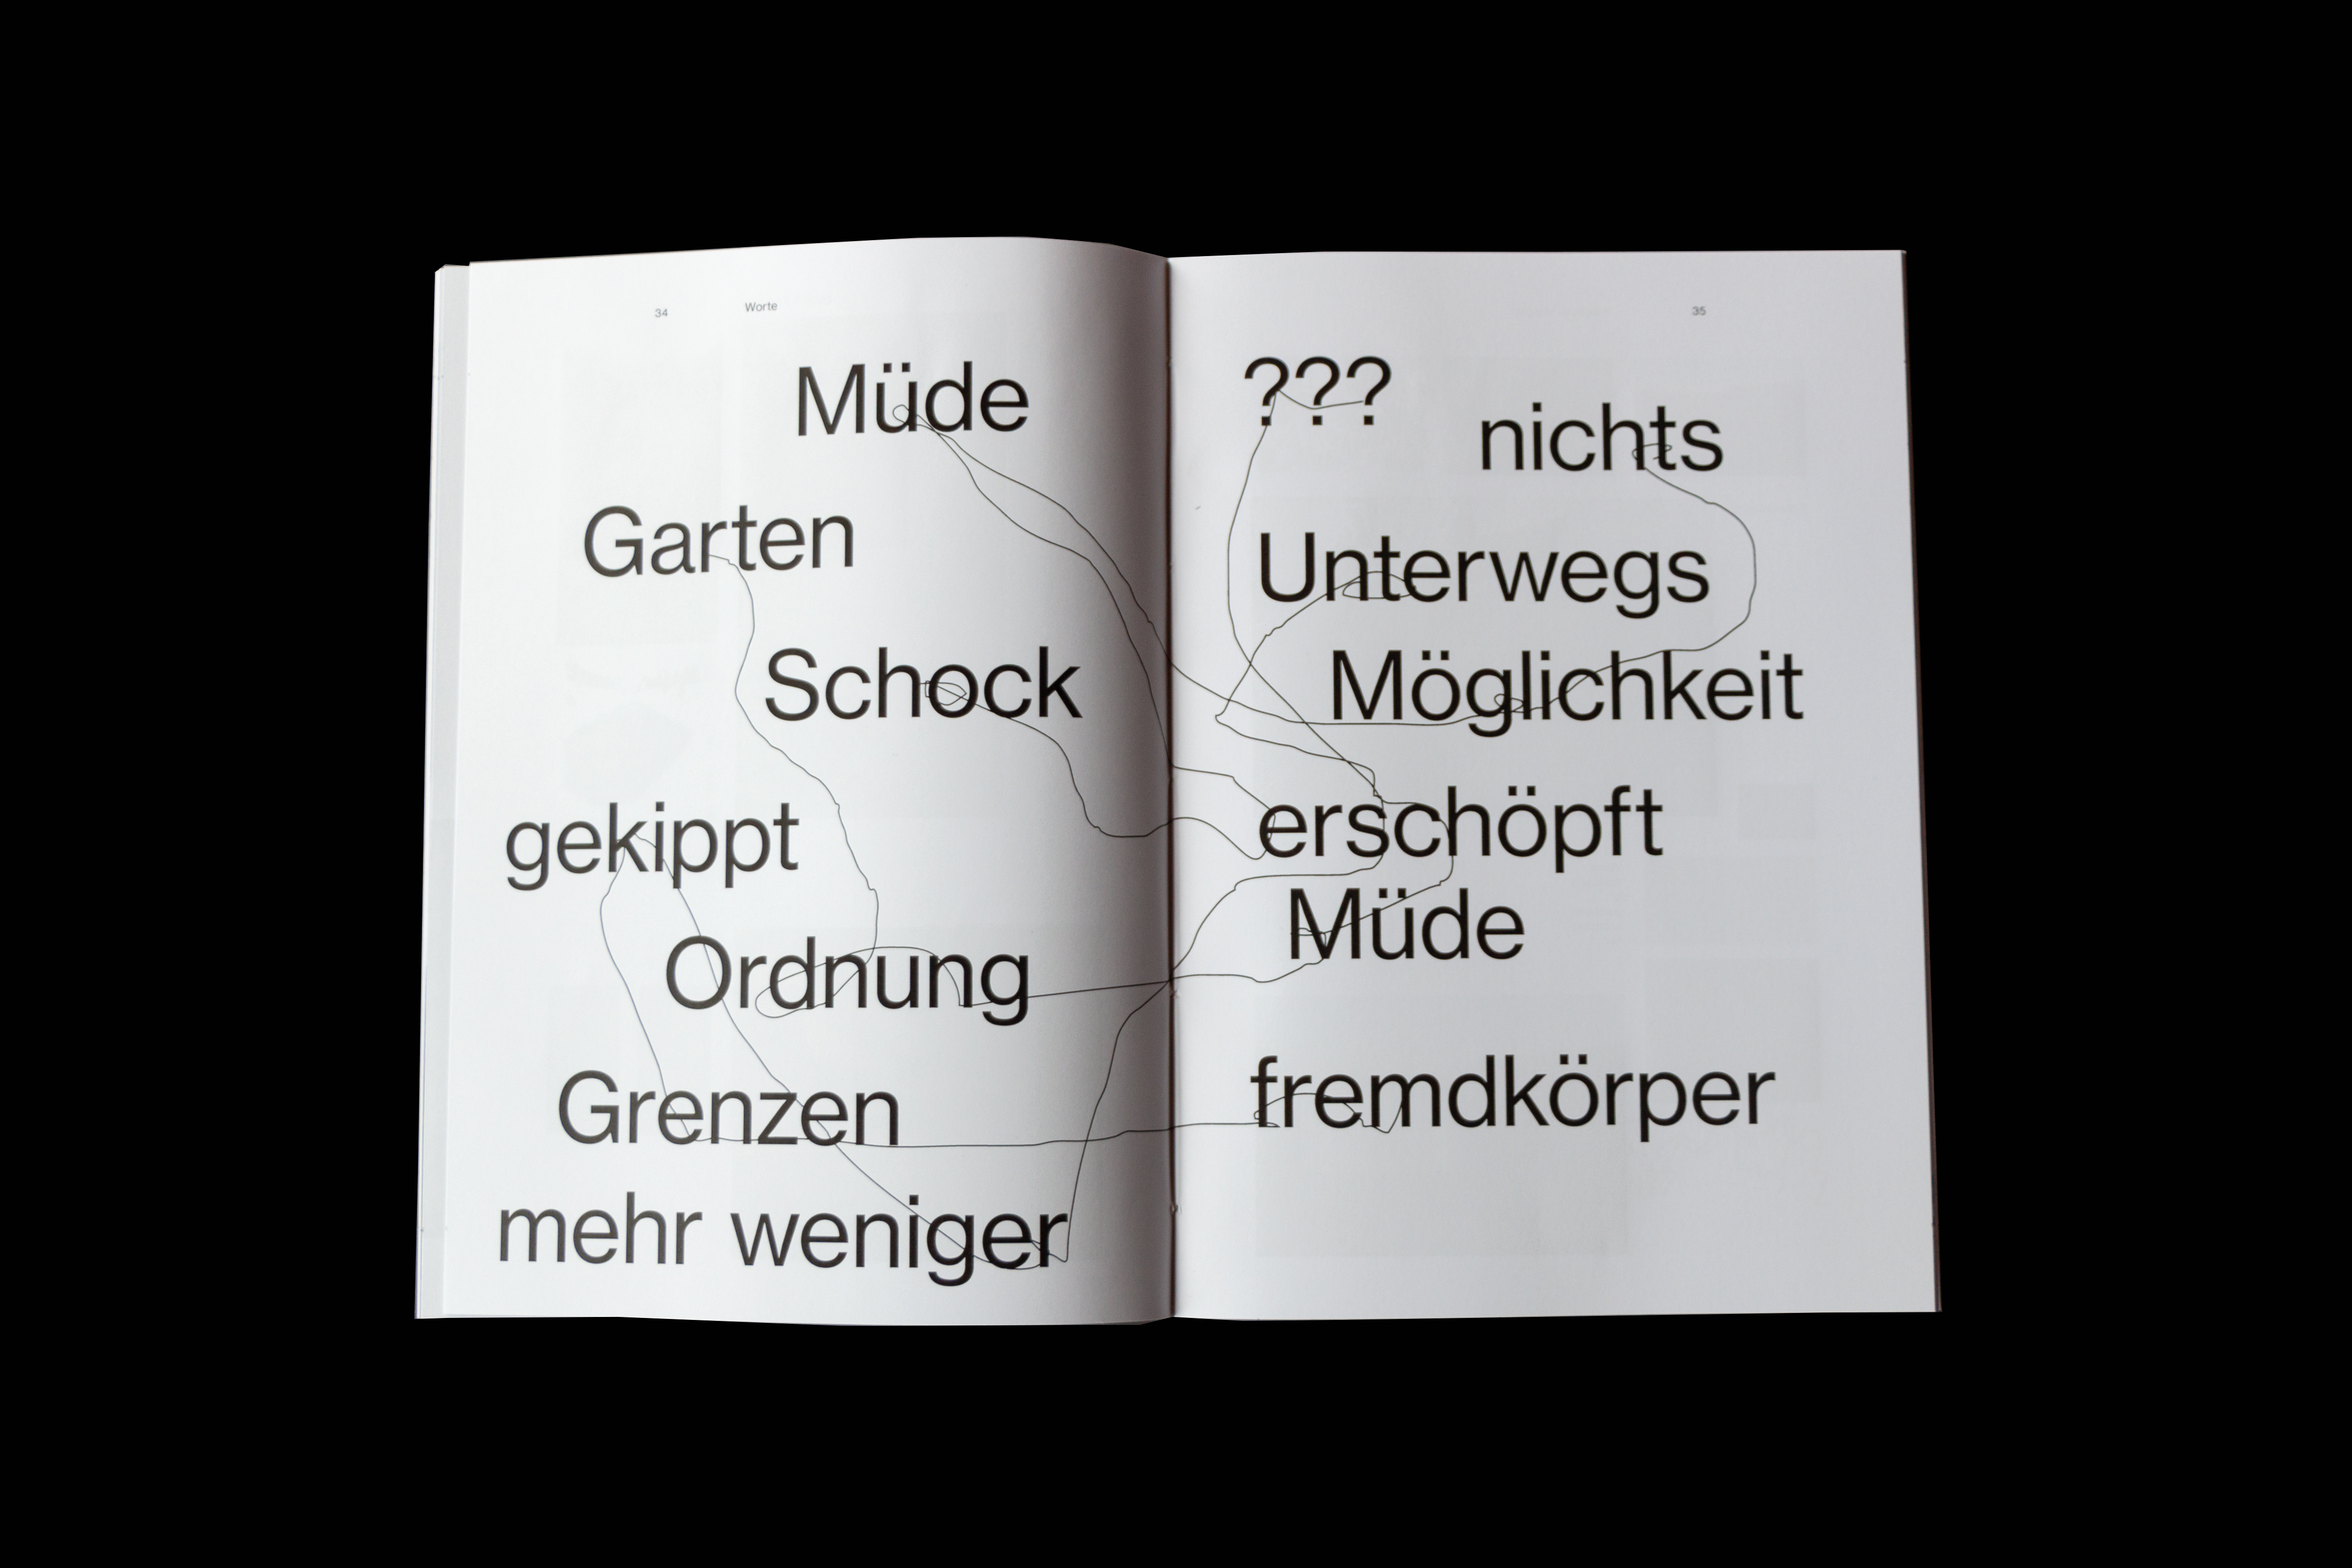 34 Worte
Müde
Garten
Schock
gekippt
Ordnung
Grenzen
mehr weniger
35
???
nichts
Unterwegs
Möglichkeit
erschöpft
Müde
fremdkörper